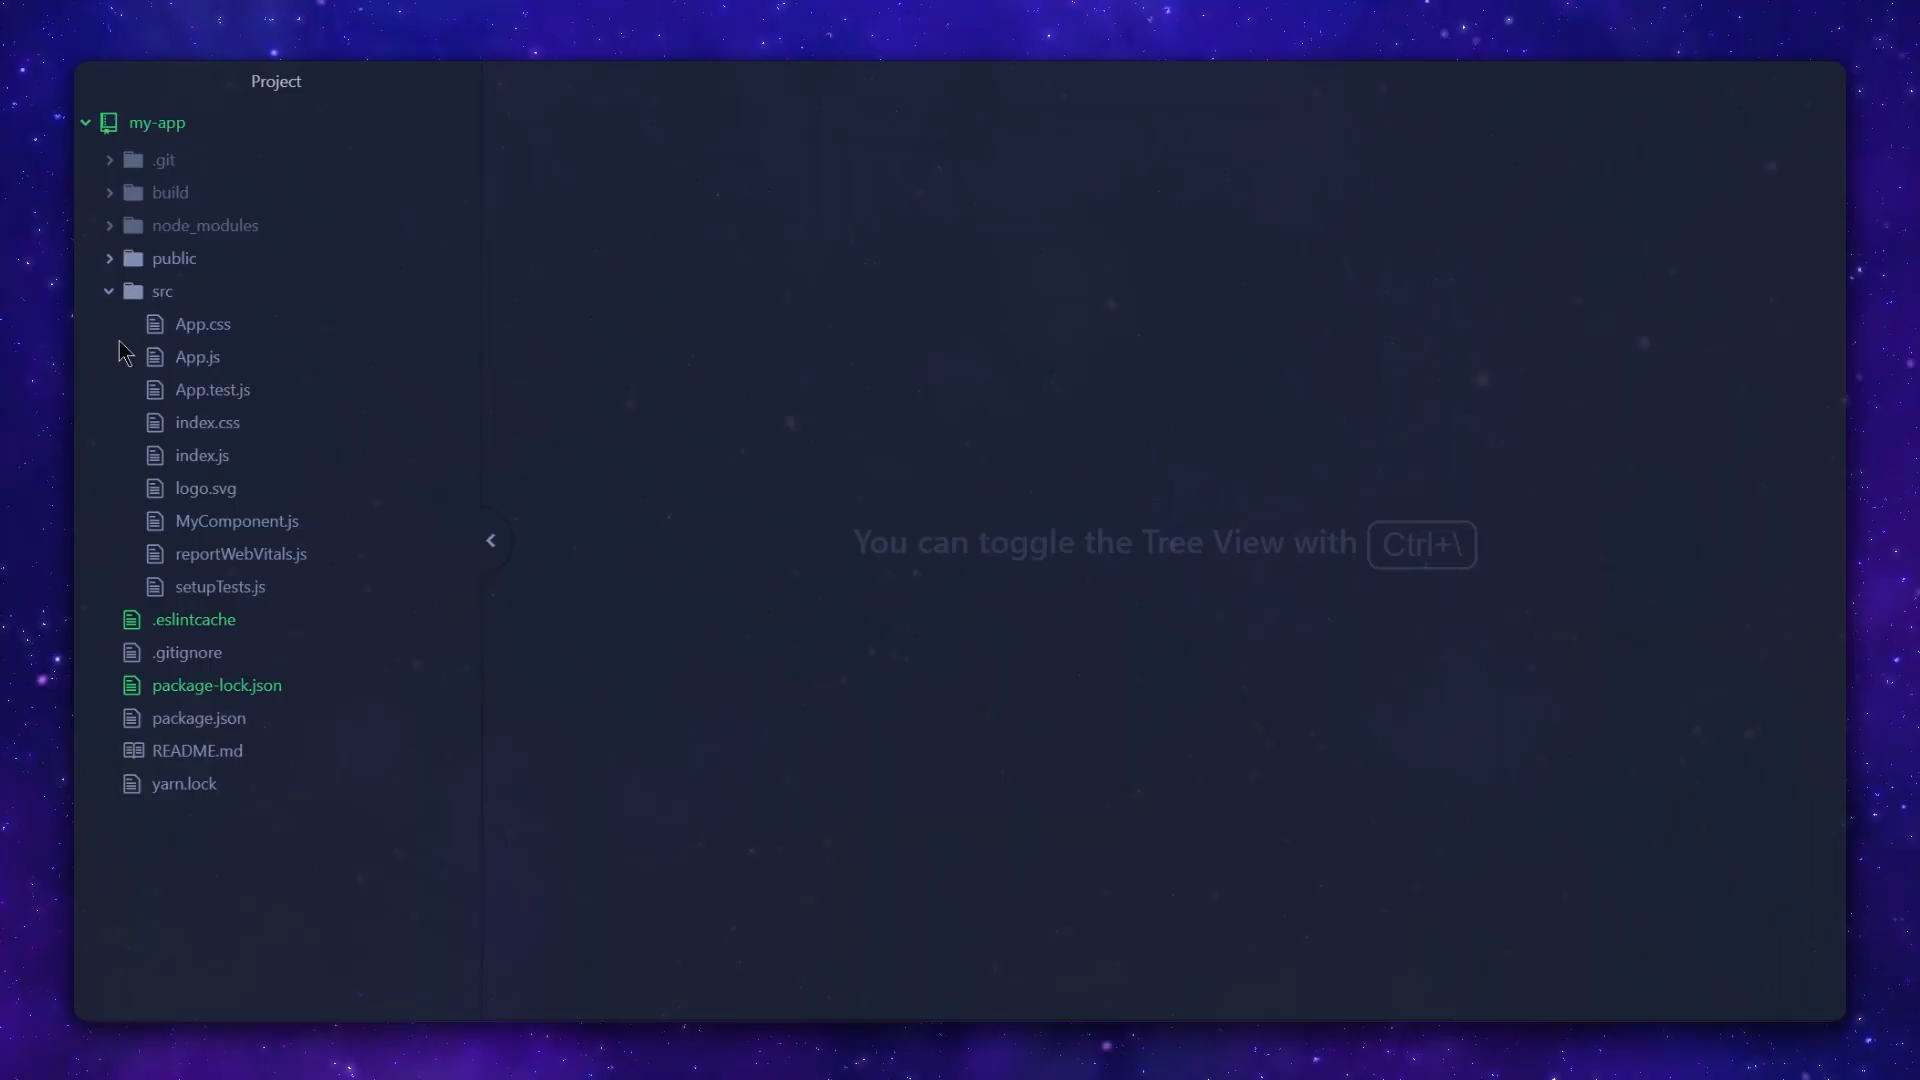 Project
my-app
.git
build
node_modules
public
src
App.css
App.js
App.test.js
index.css
index.js
logo.svg
MyComponent.js
reportWebVitals.js
setupTests.js
.eslintcache
.gitignore
package-lock.json
package.json
README.md
yarn.lock
You can toggle the Tree View with Ctrl+\